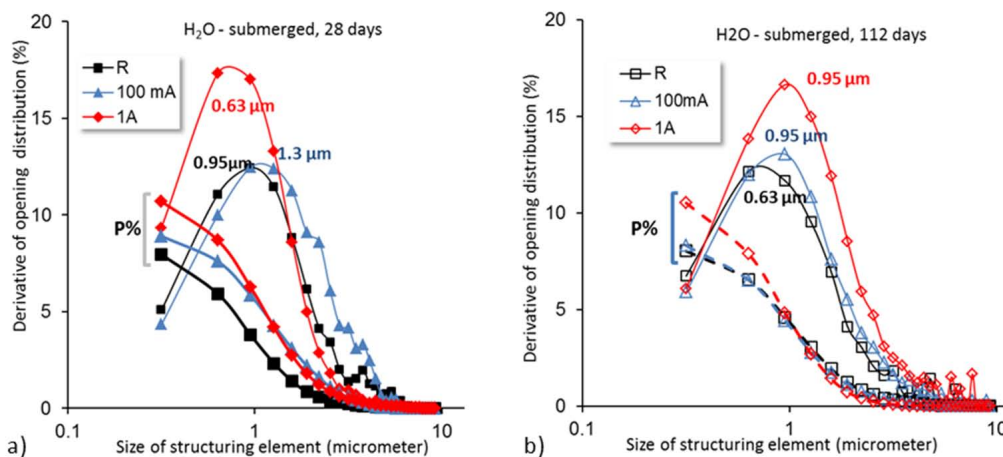 H₂O - submerged, 28 days
R
100 mA
1A
0.63 µm
0.95µm
1.3 µm
P%
20
15
10
5
0
0.1
1
10
Derivative of opening distribution (%)
Size of structuring element (micrometer)
a)
H2O - submerged, 112 days
R
100mA
1A
0.95 µm
0.95 µm
0.63 µm
P%
20
15
10
5
0
0.1
1
10
Derivative of opening distribution (%)
Size of structuring element (micrometer)
b)